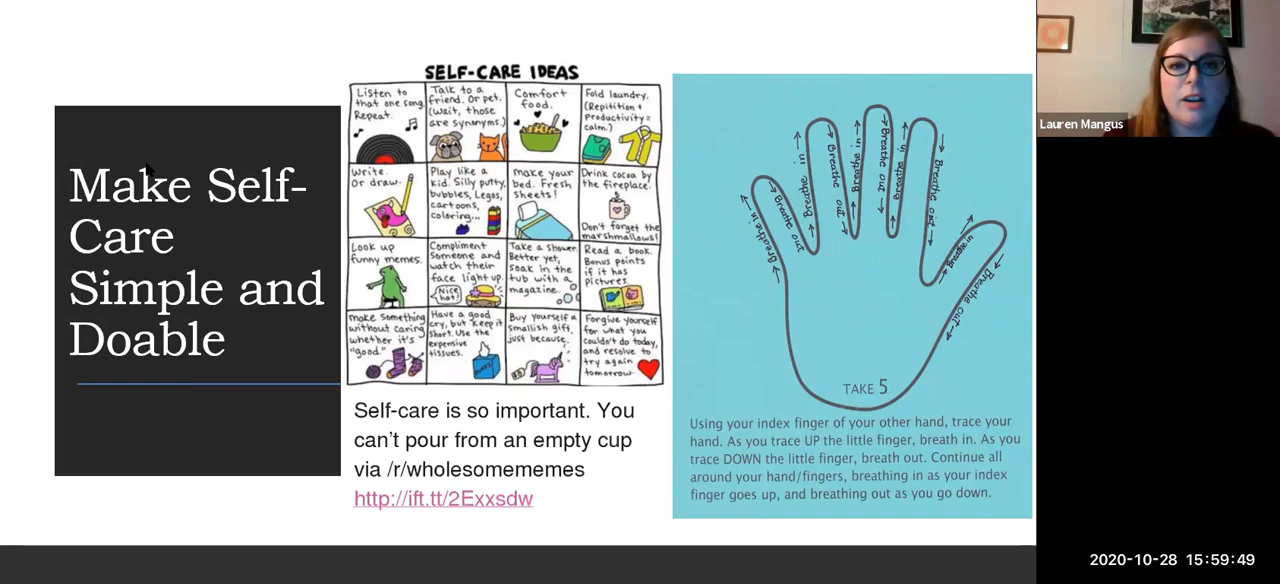 Make Self-
Care
Simple and
Doable
SELF-CARE IDEAS
Listen to
that one song.
Repeat.
Talk to a
friend. Or pet.
(wait, those
are synonyms.)
Comfort
food.
Fold laundry.
(Repitition +
Productivity=
calm.)
Write.
Or draw.
Play like a
kid. Silly putty,
bubbles, Legos,
cartoons,
coloring...
make your
bed. Fresh
sheets!
Drink cocoa by
the fireplace.
Don't forget the
marshmallows!
Look up
funny memes.
Compliment
someone and
watch their
face light up.
Nice
hat!
Take a shower.
Better yet,
soak in the
tub with a
magazine.
Read a book.
Bonus points
if it has
pictures.
make something
without caring
whether it's
"good."
Have a good
cry, but keep it
short. Use the
expensive
tissues.
Buy yourself a
smallish gift,
just because.
Forgive yourself
for what you
couldn't do today,
and resolve to
try again
tomorrow.
Self-care is so important. You
can't pour from an empty cup
via /r/wholesomememes
http://ift.tt/2Exxsdw
Breathe in
Breathe out
Breathe in
Breathe out
Breathe in
Breathe out
Breathe in
Breathe out
Breathe in
Breathe out
TAKE 5
Using your index finger of your other hand, trace your
hand. As you trace UP the little finger, breath in. As you
trace DOWN the little finger, breath out. Continue all
around your hand/fingers, breathing in as your index
finger goes up, and breathing out as you go down.
Lauren Mangus
2020-10-28 15:59:49